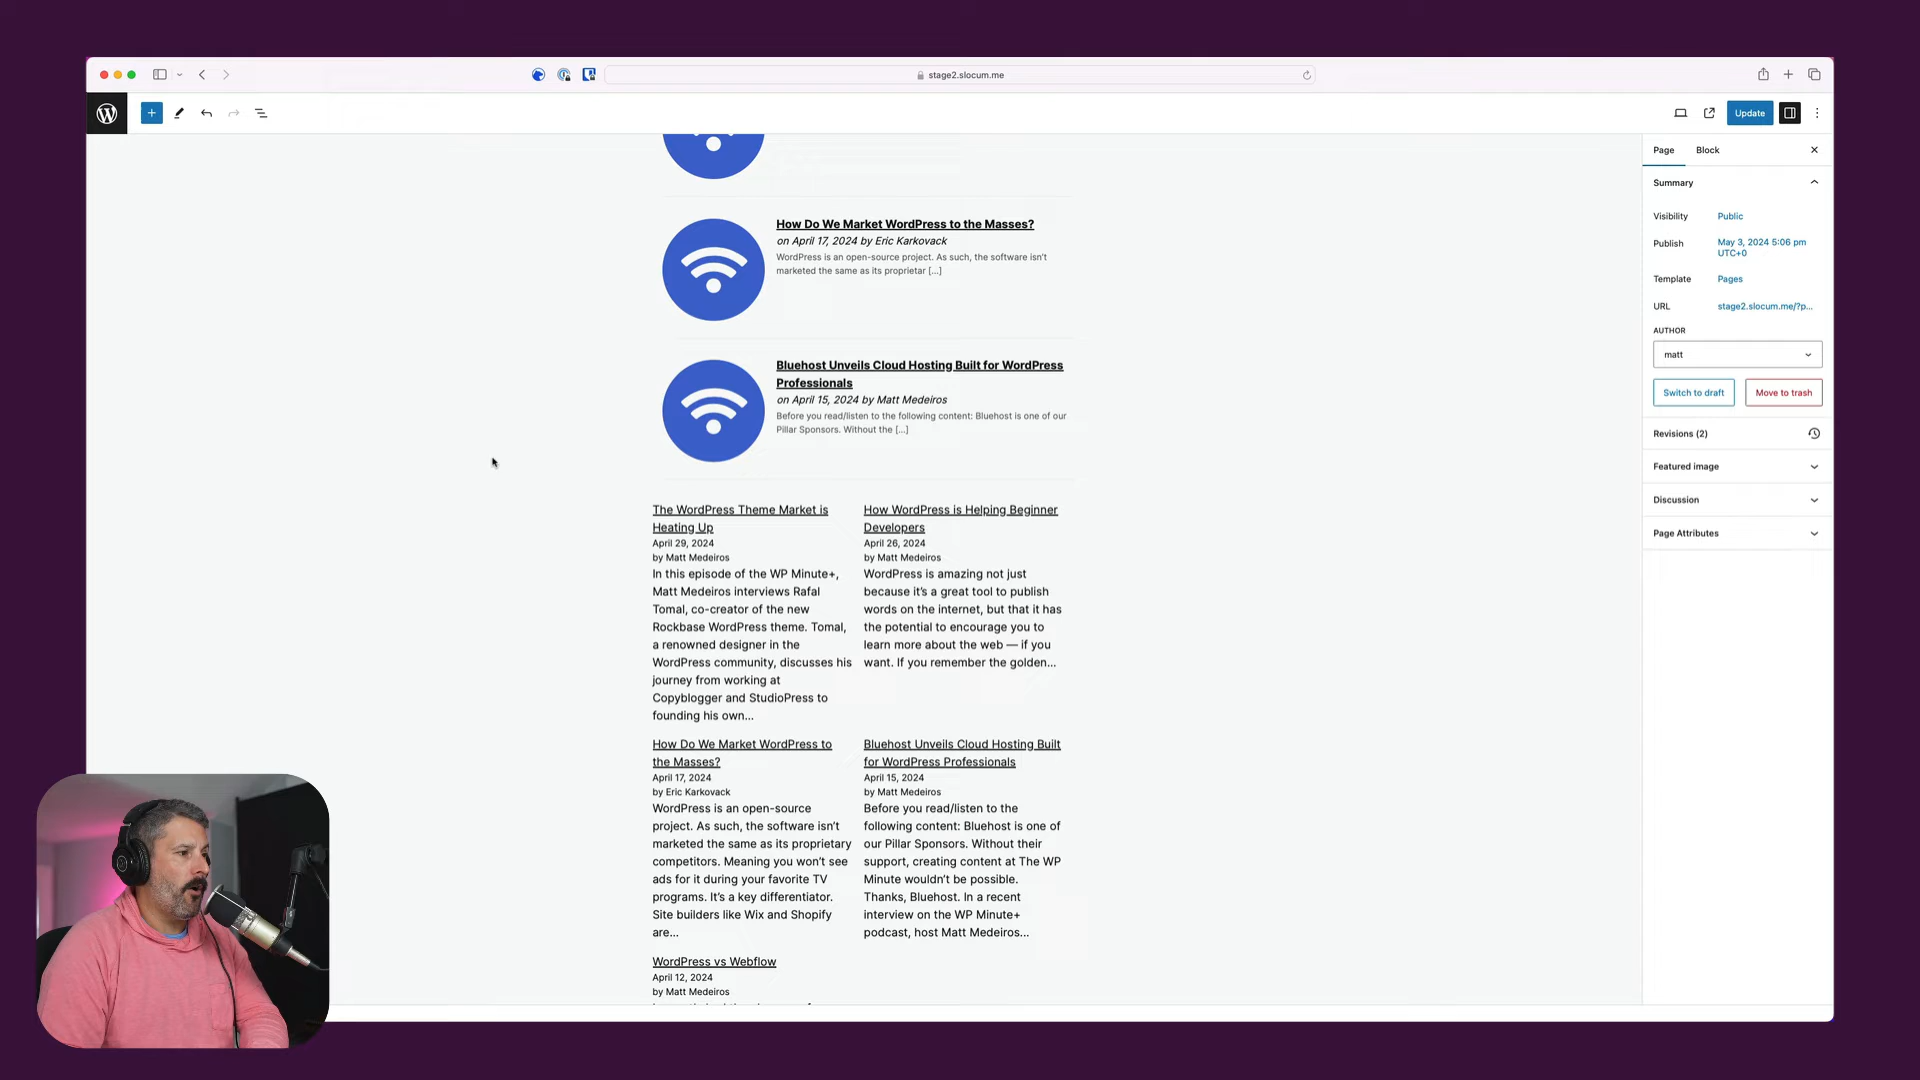 stage2.slocum.me
Update
How Do We Market WordPress to the Masses?
on April 17, 2024 by Eric Karkovack
WordPress is an open-source project. As such, the software isn't
marketed the same as its proprietar [...]
Bluehost Unveils Cloud Hosting Built for WordPress
Professionals
on April 15, 2024 by Matt Medeiros
Before you read/listen to the following content: Bluehost is one of our
Pillar Sponsors. Without the [...]
The WordPress Theme Market is
Heating Up
April 29, 2024
by Matt Medeiros
In this episode of the WP Minute+,
Matt Medeiros interviews Rafal
Tomal, co-creator of the new
Rockbase WordPress theme. Tomal,
a renowned designer in the
WordPress community, discusses his
journey from working at
Copyblogger and StudioPress to
founding his own...
How WordPress is Helping Beginner
Developers
April 26, 2024
by Matt Medeiros
WordPress is amazing not just
because it's a great tool to publish
words on the internet, but that it has
the potential to encourage you to
learn more about the web — if you
want. If you remember the golden...
How Do We Market WordPress to
the Masses?
April 17, 2024
by Eric Karkovack
WordPress is an open-source
project. As such, the software isn't
marketed the same as its proprietary
competitors. Meaning you won't see
ads for it during your favorite TV
programs. It's a key differentiator.
Site builders like Wix and Shopify
are...
Bluehost Unveils Cloud Hosting Built
for WordPress Professionals
April 15, 2024
by Matt Medeiros
Before you read/listen to the
following content: Bluehost is one of
our Pillar Sponsors. Without their
support, creating content at The WP
Minute wouldn't be possible.
Thanks, Bluehost. In a recent
interview on the WP Minute+
podcast, host Matt Medeiros...
WordPress vs Webflow
April 12, 2024
by Matt Medeiros
Page Block
Summary
Visibility Public
Publish May 3, 2024 5:06 pm
UTC+0
Template Pages
URL stage2.slocum.me/?p...
AUTHOR
matt
Switch to draft Move to trash
Revisions (2)
Featured image
Discussion
Page Attributes